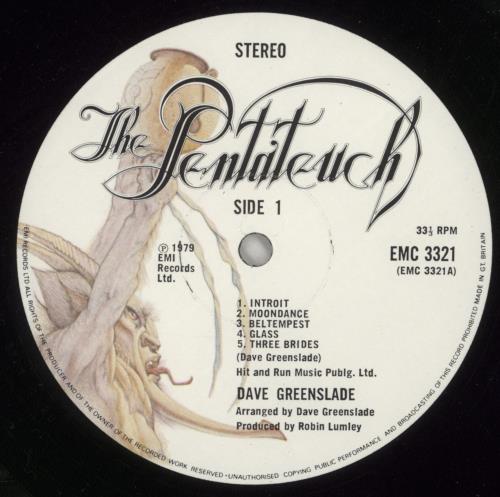 STEREO
The Pentateuch
SIDE 1
33⅓ RPM
EMC 3321
(EMC 3321A)
℗ 1979
EMI
Records
Ltd.
1. INTROIT
2. MOONDANCE
3. BELTEMPEST
4. GLASS
5. THREE BRIDES
(Dave Greenslade)
Hit and Run Music Publg. Ltd.
DAVE GREENSLADE
Arranged by Dave Greenslade
Produced by Robin Lumley
EMI RECORDS LTD ALL RIGHTS OF THE PRODUCER AND OF THE OWNER OF THE RECORDED WORK RESERVED - UNAUTHORISED COPYING PUBLIC PERFORMANCE AND BROADCASTING OF THIS RECORD PROHIBITED MADE IN GT. BRITAIN